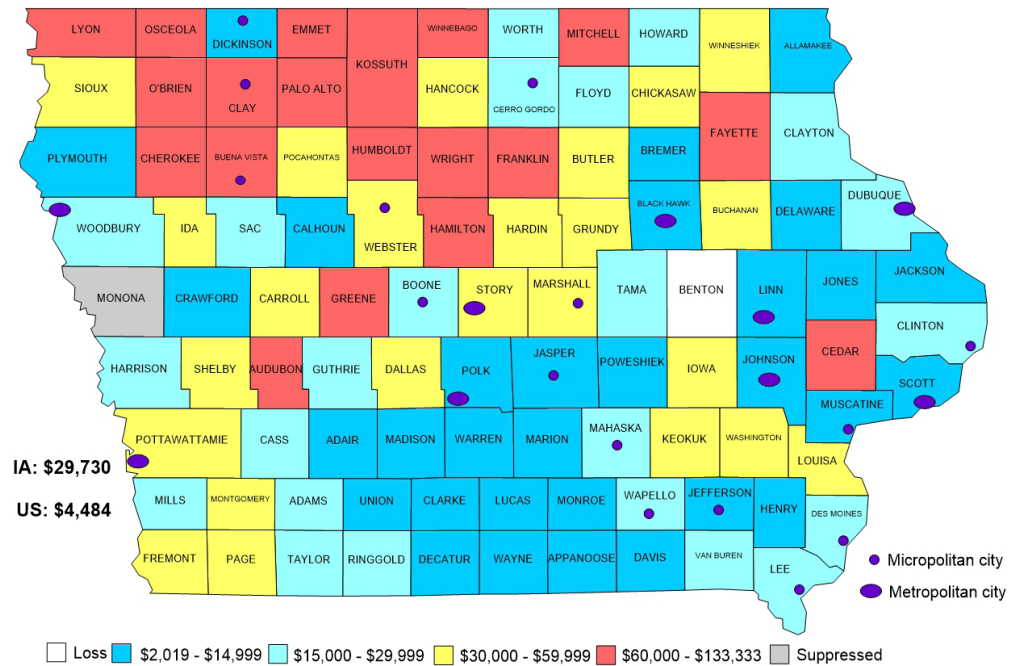 LYON OSCEOLA DICKINSON EMMET WINNEBAGO WORTH MITCHELL HOWARD WINNESHIEK ALLAMAKEE
KOSSUTH
SIOUX O'BRIEN CLAY PALO ALTO HANCOCK CERRO GORDO FLOYD CHICKASAW
PLYMOUTH CHEROKEE BUENA VISTA POCAHONTAS HUMBOLDT WRIGHT FRANKLIN BUTLER BREMER FAYETTE CLAYTON
WOODBURY IDA SAC CALHOUN WEBSTER HAMILTON HARDIN GRUNDY BLACK HAWK BUCHANAN DELAWARE DUBUQUE
MONONA CRAWFORD CARROLL GREENE BOONE STORY MARSHALL TAMA BENTON LINN JONES JACKSON
CLINTON
HARRISON SHELBY AUDUBON GUTHRIE DALLAS POLK JASPER POWESHIEK IOWA JOHNSON CEDAR SCOTT
MUSCATINE
POTTAWATTAMIE CASS ADAIR MADISON WARREN MARION MAHASKA KEOKUK WASHINGTON LOUISA
IA: $29,730
US: $4,484
MILLS MONTGOMERY ADAMS UNION CLARKE LUCAS MONROE WAPELLO JEFFERSON HENRY DES MOINES
FREMONT PAGE TAYLOR RINGGOLD DECATUR WAYNE APPANOOSE DAVIS VAN BUREN LEE
Micropolitan city
Metropolitan city
Loss $2,019 - $14,999 $15,000 - $29,999 $30,000 - $59,999 $60,000 - $133,333 Suppressed